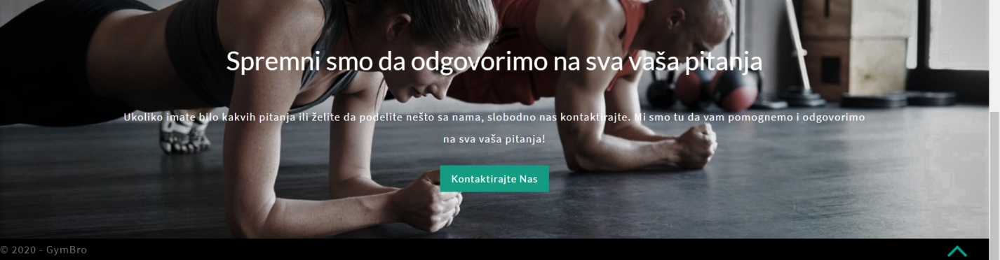 Spremni smo da odgovorimo na sva vaša pitanja
Ukoliko imate bilo kakvih pitanja ili želite da podelite nešto sa nama, slobodno nas kontaktirajte. Mi smo tu da vam pomognemo i odgovorimo
na sva vaša pitanja!
Kontaktirajte Nas
© 2020 - GymBro